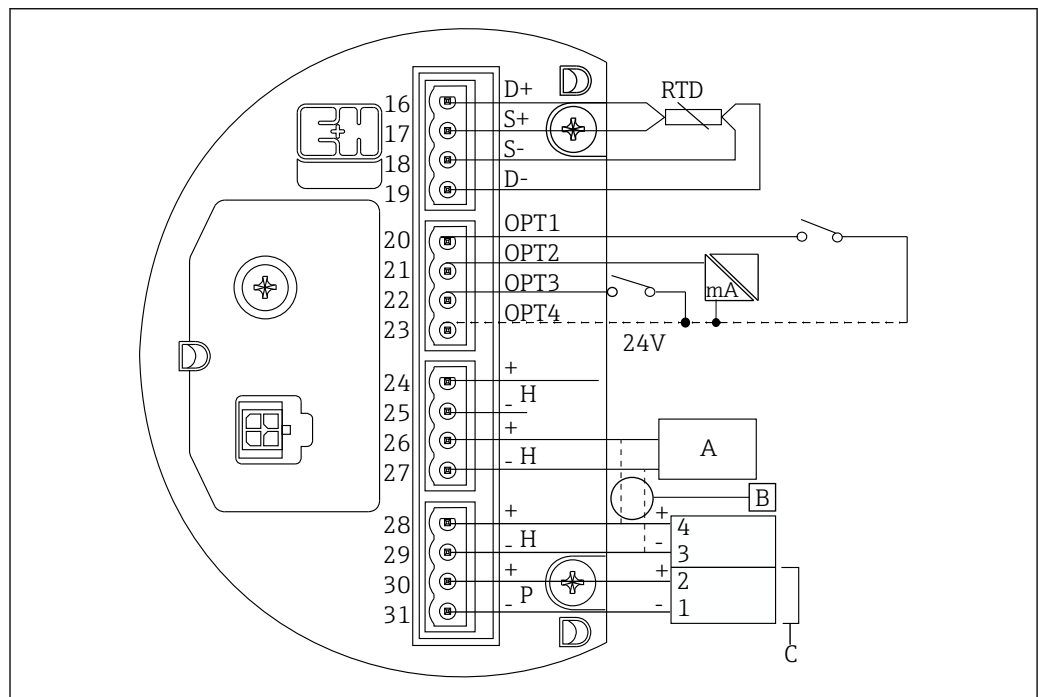 16 D+ RTD
17 S+
18 S-
19 D-
20 OPT1
21 OPT2
22 OPT3 mA
23 OPT4
24V
24 +
25 - H
26 + A
27 - H
B
28 + + 4
29 - H - 3
30 + + 2
31 - P - 1
C